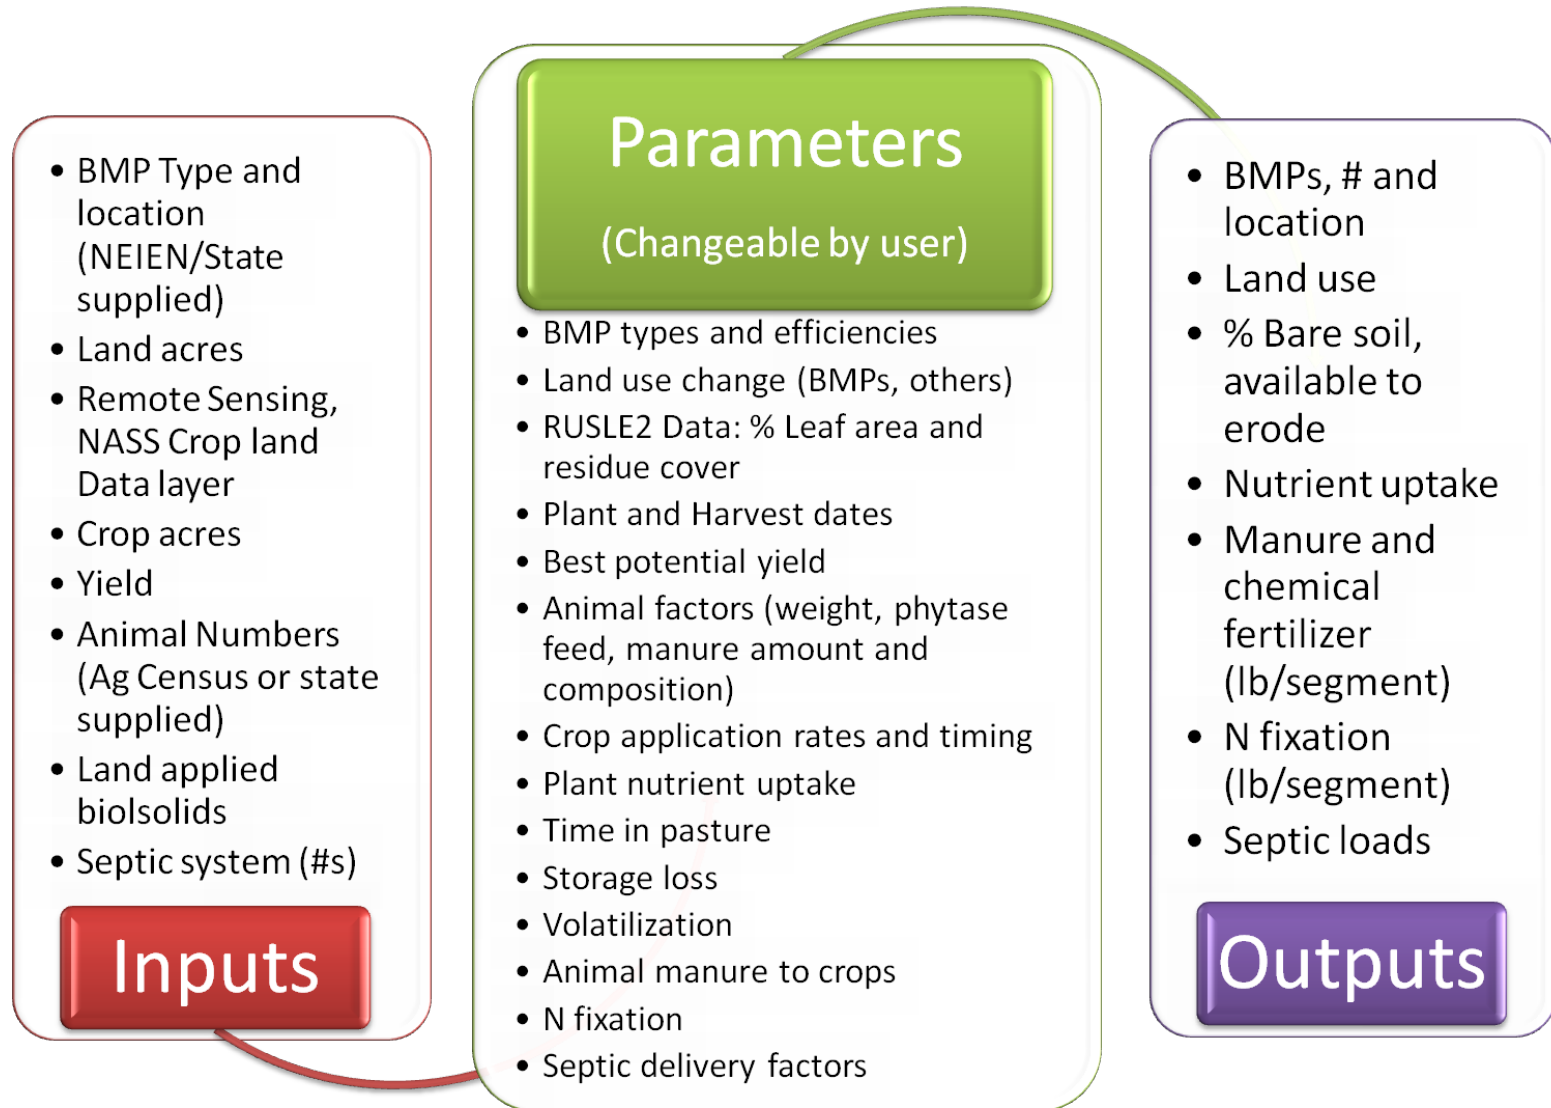 • BMP Type and
location
(NEIEN/State
supplied)
• Land acres
• Remote Sensing,
NASS Crop land
Data layer
• Crop acres
• Yield
• Animal Numbers
(Ag Census or state
supplied)
• Land applied
biolsolids
• Septic system (#s)
Inputs
Parameters
(Changeable by user)
• BMP types and efficiencies
• Land use change (BMPs, others)
• RUSLE2 Data: % Leaf area and
residue cover
• Plant and Harvest dates
• Best potential yield
• Animal factors (weight, phytase
feed, manure amount and
composition)
• Crop application rates and timing
• Plant nutrient uptake
• Time in pasture
• Storage loss
• Volatilization
• Animal manure to crops
• N fixation
• Septic delivery factors
• BMPs, # and
location
• Land use
• % Bare soil,
available to
erode
• Nutrient uptake
• Manure and
chemical
fertilizer
(lb/segment)
• N fixation
(lb/segment)
• Septic loads
Outputs